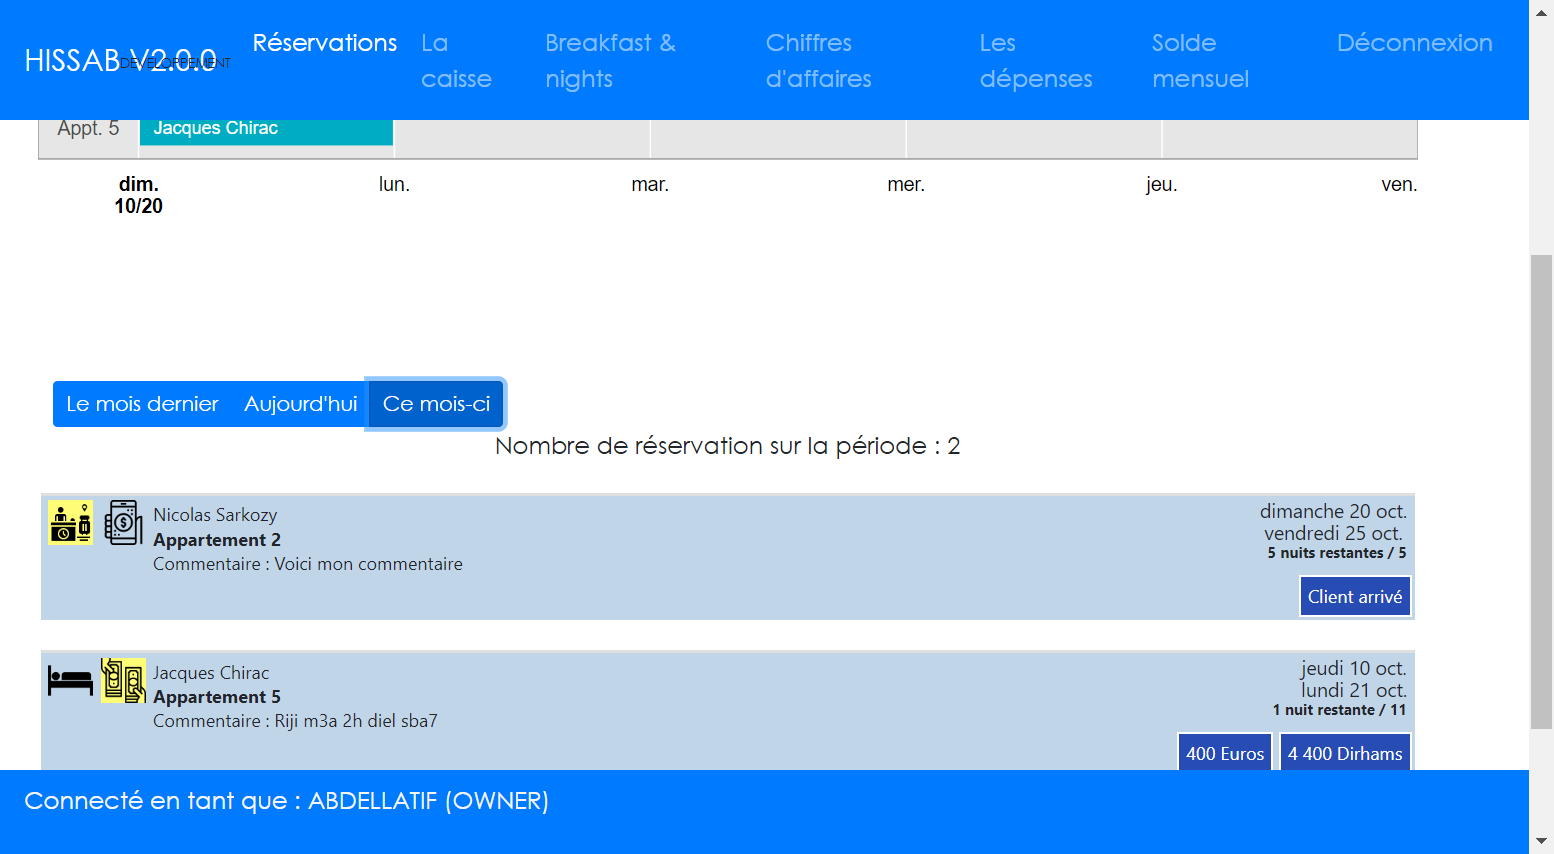 HISSAB V2.0.0
DEVELOPPEMENT
Réservations
La caisse
Breakfast & nights
Chiffres d'affaires
Les dépenses
Solde mensuel
Déconnexion
Appt. 5
Jacques Chirac
dim. lun. mar. mer. jeu. ven.
10/20
Le mois dernier Aujourd'hui Ce mois-ci
Nombre de réservation sur la période : 2
Nicolas Sarkozy
Appartement 2
Commentaire : Voici mon commentaire
dimanche 20 oct.
vendredi 25 oct.
5 nuits restantes / 5
Client arrivé
Jacques Chirac
Appartement 5
Commentaire : Riji m3a 2h diel sba7
jeudi 10 oct.
lundi 21 oct.
1 nuit restante / 11
400 Euros 4 400 Dirhams
Connecté en tant que : ABDELLATIF (OWNER)